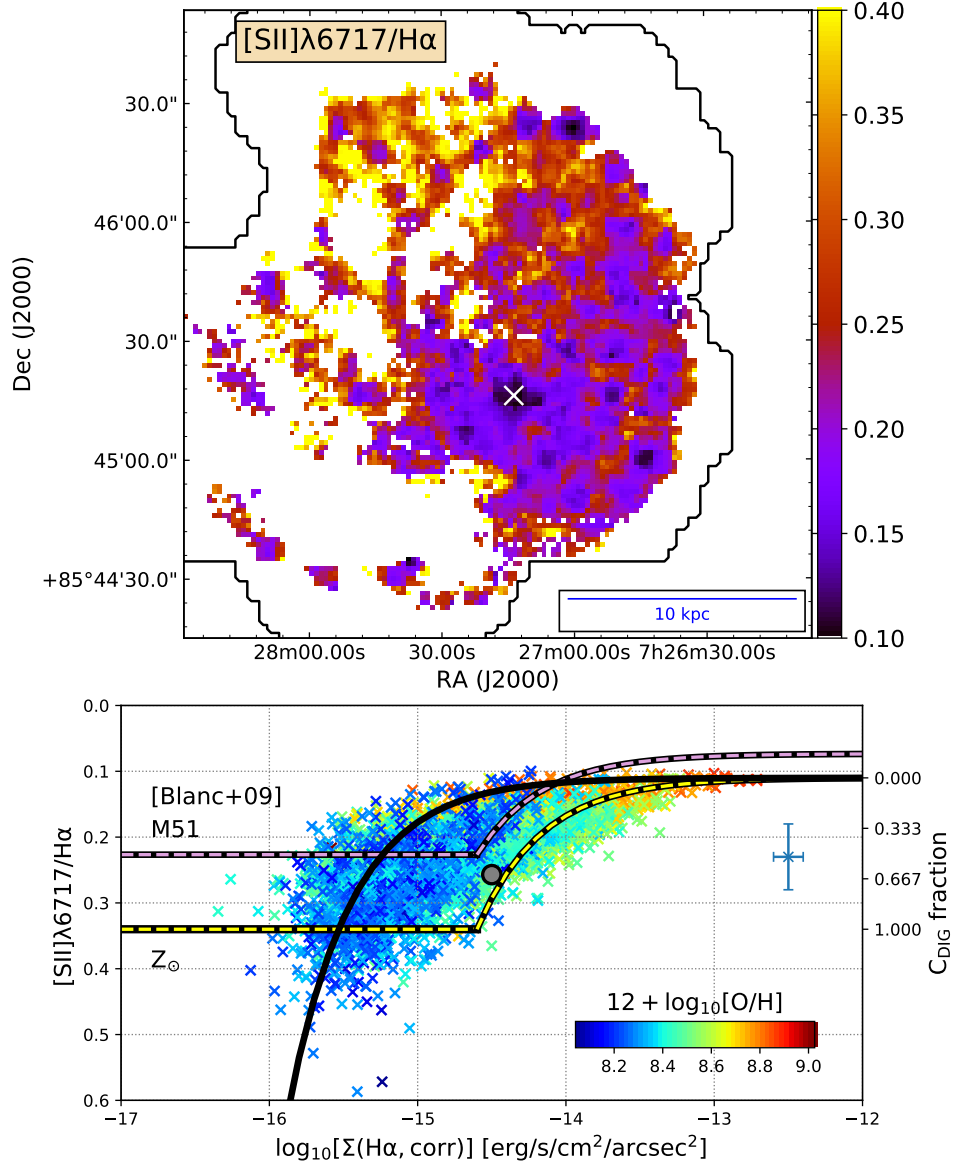 [SII]λ6717/Hα
0.40
0.35
0.30
0.25
0.20
0.15
0.10
30.0"
46'00.0"
30.0"
45'00.0"
+85°44'30.0"
Dec (J2000)
10 kpc
28m00.00s
30.00s
27m00.00s
7h26m30.00s
RA (J2000)
0.0
0.1
0.2
0.3
0.4
0.5
0.6
[SII]λ6717/Hα
[Blanc+09]
M51
Z⊙
0.000
0.333
0.667
1.000
C_DIG fraction
12 + log₁₀[O/H]
8.2
8.4
8.6
8.8
9.0
−17
−16
−15
−14
−13
−12
log₁₀[Σ(Hα, corr)] [erg/s/cm²/arcsec²]